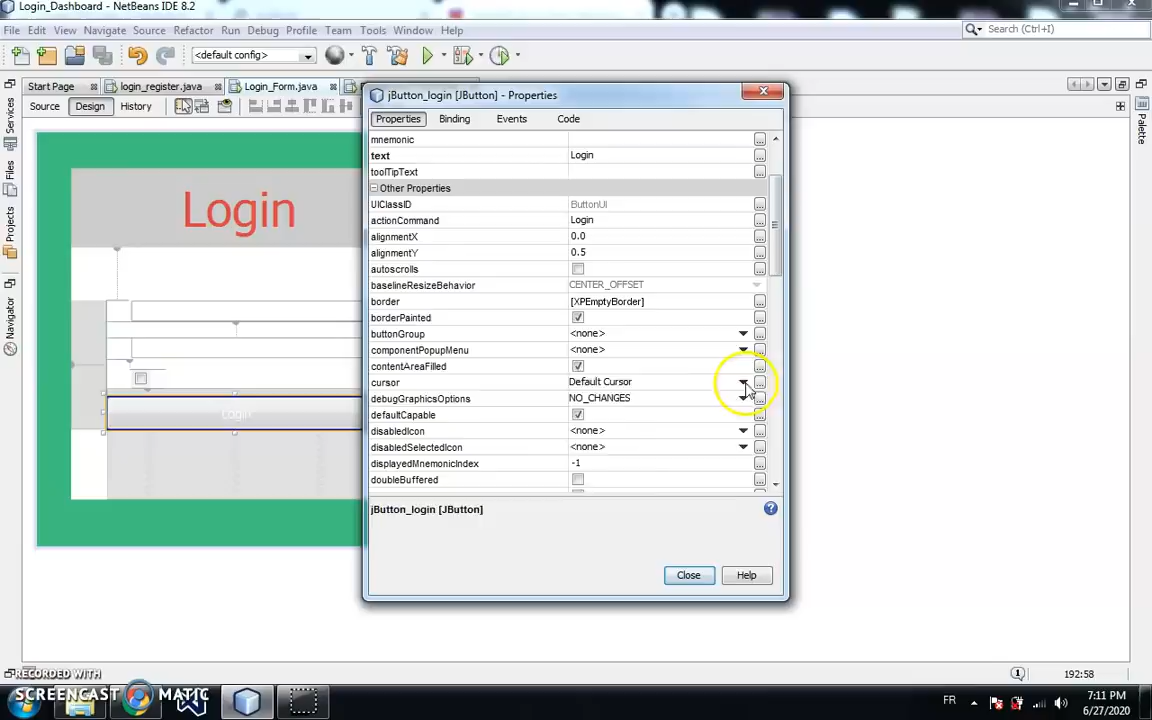 Login_Dashboard - NetBeans IDE 8.2
File Edit View Navigate Source Refactor Run Debug Profile Team Tools Window Help
Search (Ctrl+I)
<default config>
Start Page login_register.java Login_Form.java
Source Design History
jButton_login [JButton] - Properties
Properties Binding Events Code
mnemonic
text Login
toolTipText
Other Properties
UIClassID ButtonUI
actionCommand Login
alignmentX 0.0
alignmentY 0.5
autoscrolls
baselineResizeBehavior CENTER_OFFSET
border [XPEmptyBorder]
borderPainted
buttonGroup <none>
componentPopupMenu <none>
contentAreaFilled
cursor Default Cursor
debugGraphicsOptions NO_CHANGES
defaultCapable
disabledIcon <none>
disabledSelectedIcon <none>
displayedMnemonicIndex -1
doubleBuffered
jButton_login [JButton]
Close Help
Login
Login
Services
Files
Projects
Navigator
Palette
1 192:58
RECORDED WITH
SCREENCAST MATIC
FR 7:11 PM
6/27/2020